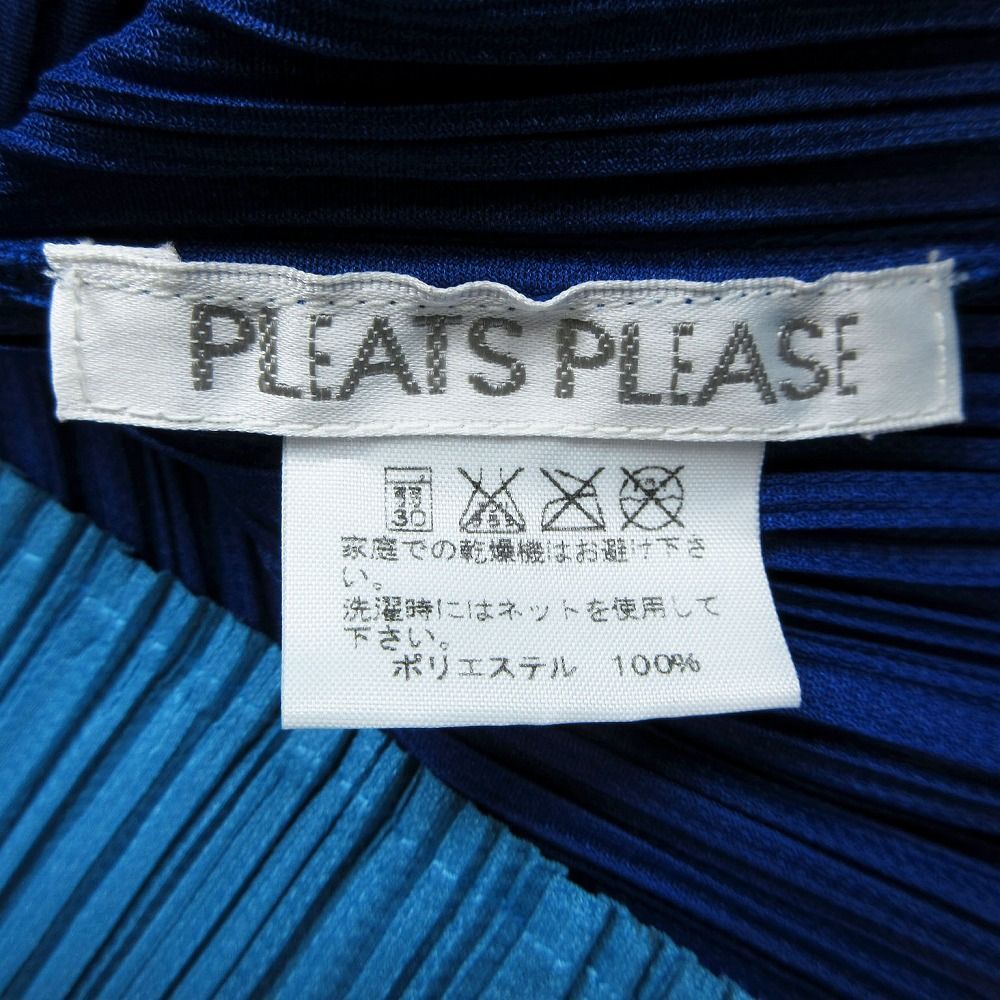 PLEATS PLEASE
30
家庭での乾燥機はお避け下さ
い。
洗濯時にはネットを使用して
下さい。
ポリエステル 100%